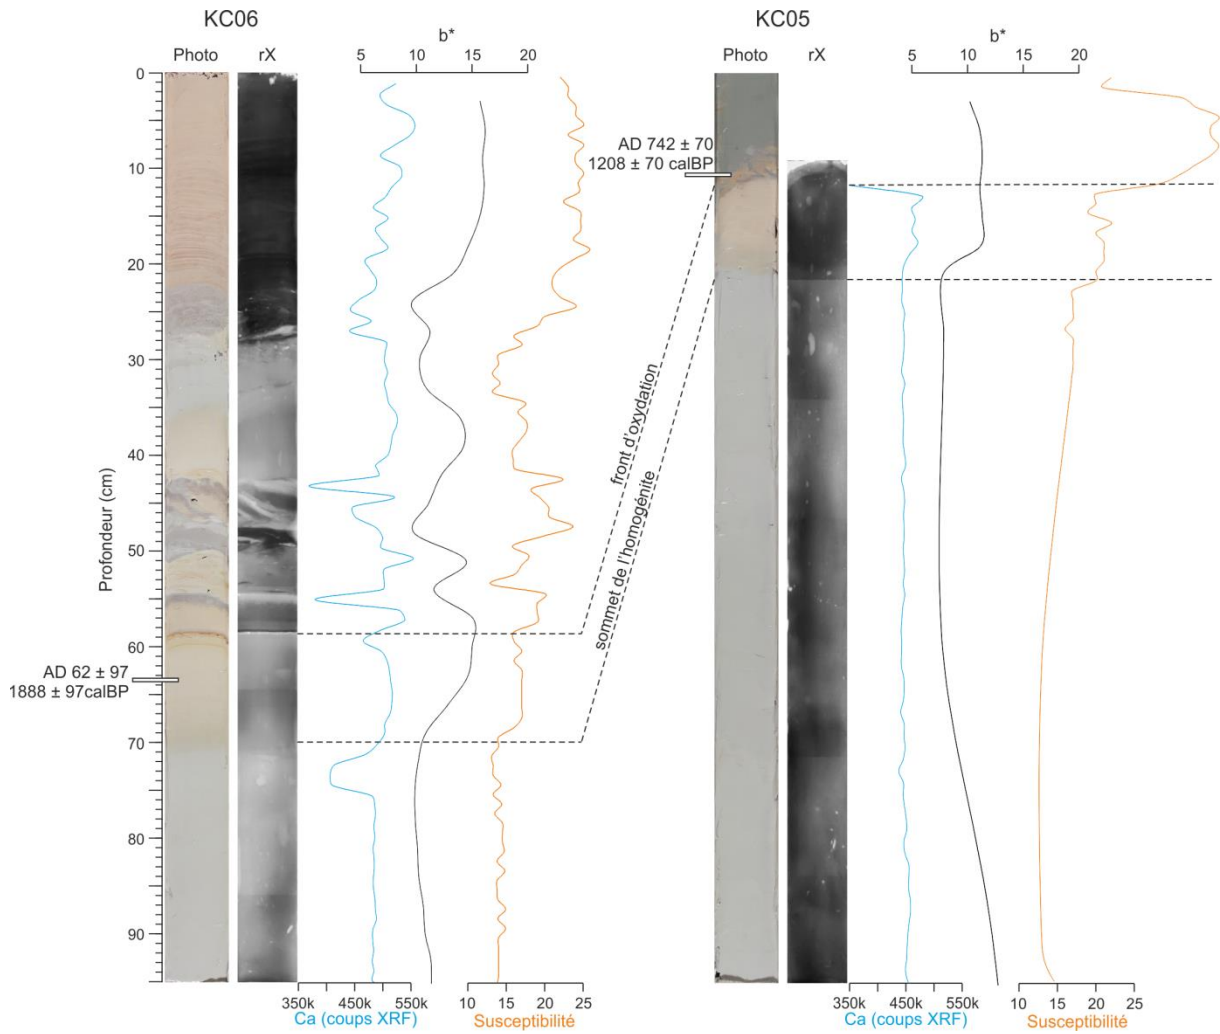 KC06
KC05
b*
b*
Photo
rX
5
10
15
20
Photo
rX
5
10
15
20
0
10
20
30
40
50
60
70
80
90
Profondeur (cm)
AD 742 ± 70
1208 ± 70 calBP
front d'oxydation
sommet de l'homogénite
AD 62 ± 97
1888 ± 97calBP
350k
450k
550k
10
15
20
25
350k
450k
550k
10
15
20
25
Ca (coups XRF)
Susceptibilité
Ca (coups XRF)
Susceptibilité